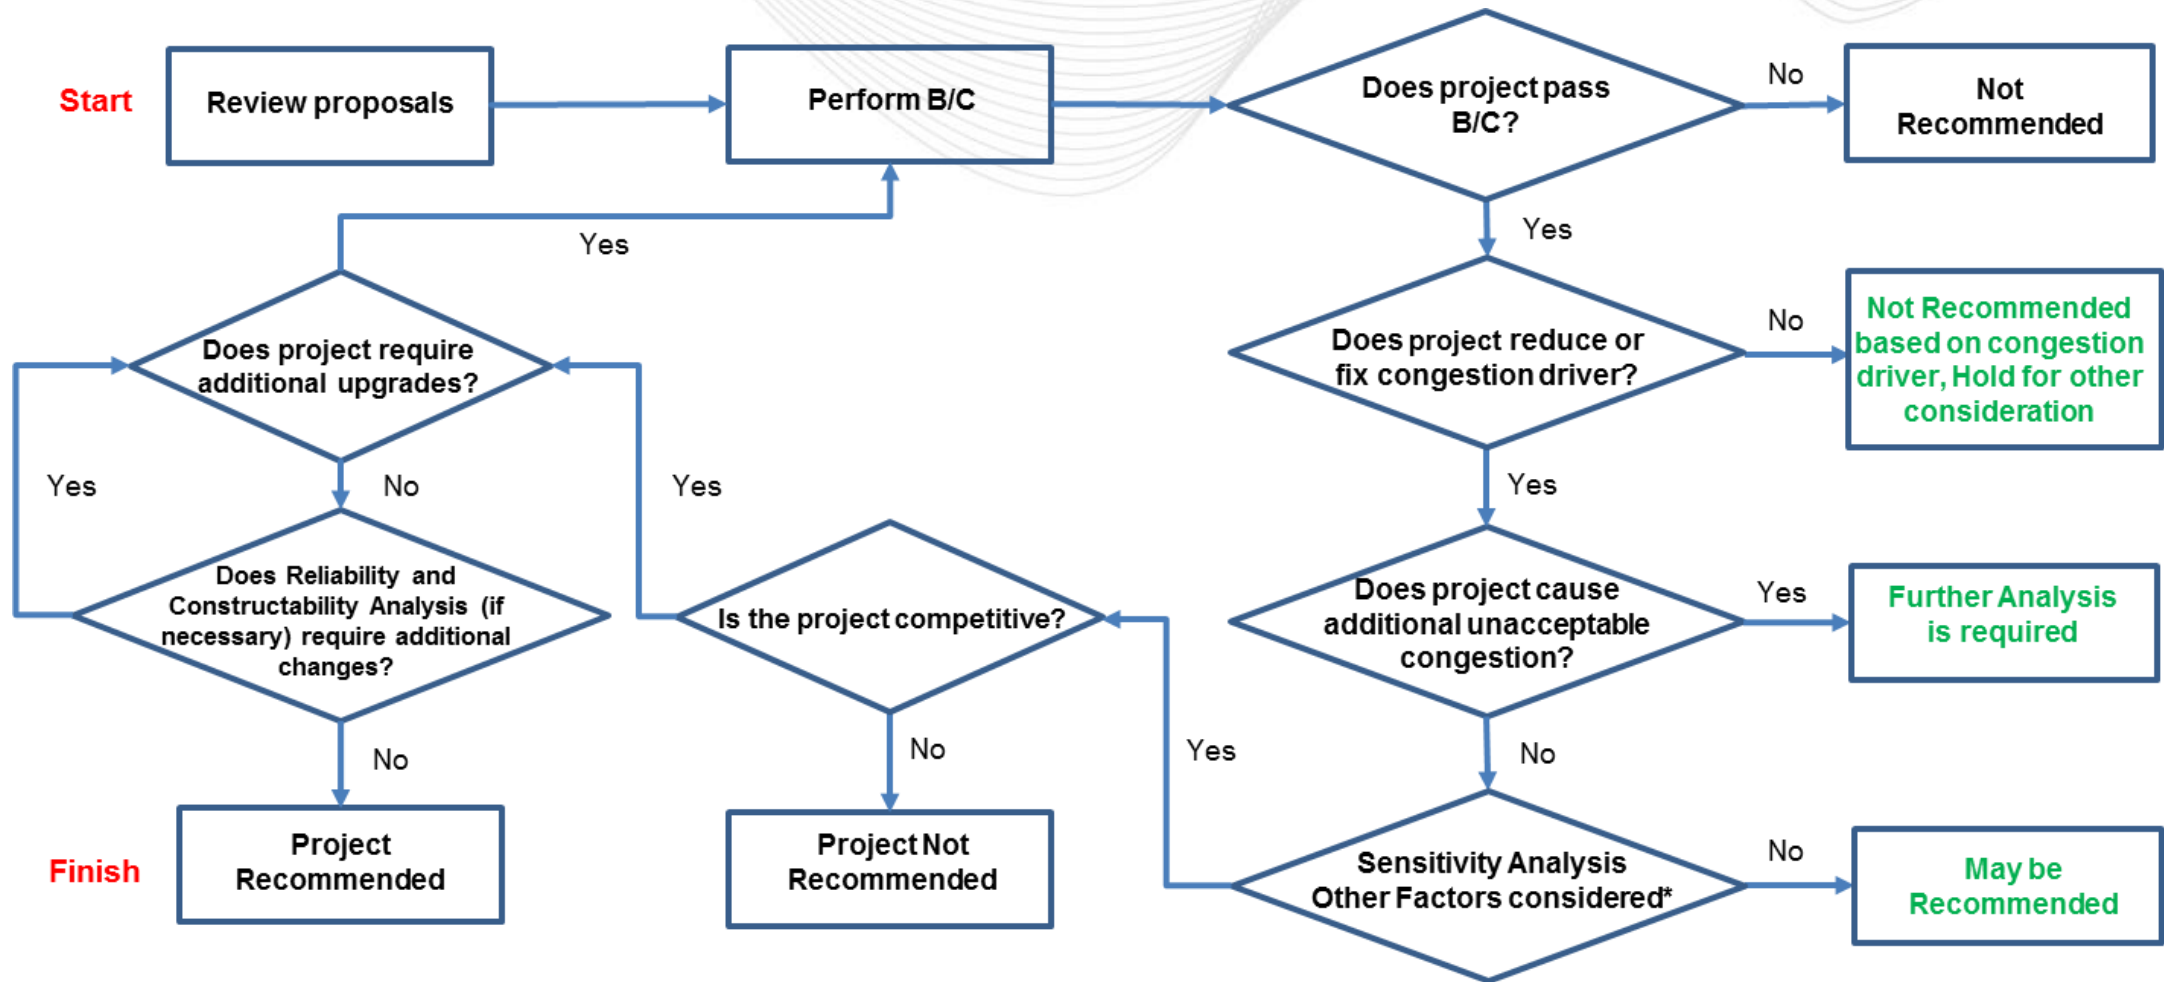 Start
Review proposals
Perform B/C
Does project pass
B/C?
No
Not
Recommended
Yes
Yes
Does project require
additional upgrades?
Does project reduce or
fix congestion driver?
No
Not Recommended
based on congestion
driver, Hold for other
consideration
Yes
No
Yes
Yes
Does Reliability and
Constructability Analysis (if
necessary) require additional
changes?
Is the project competitive?
Does project cause
additional unacceptable
congestion?
Yes
Further Analysis
is required
No
No
Yes
No
Finish
Project
Recommended
Project Not
Recommended
Sensitivity Analysis
Other Factors considered*
No
May be
Recommended